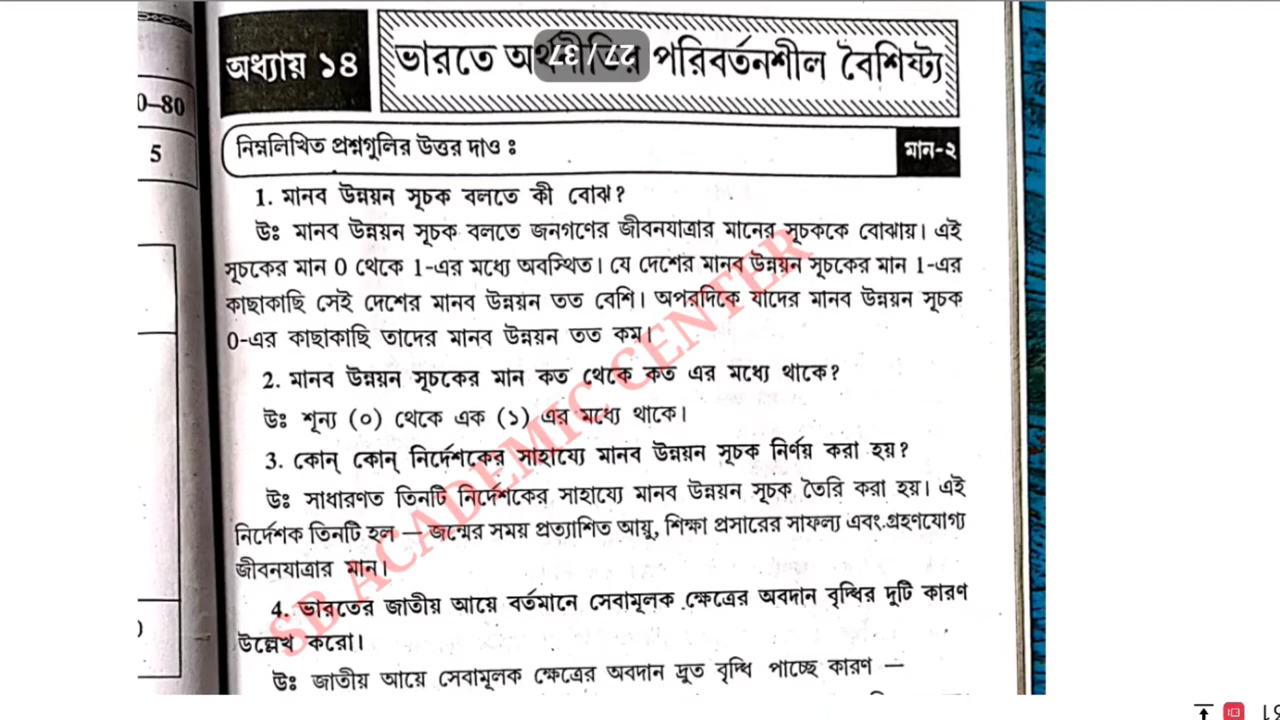 অধ্যায় ১৪
ভারতে অর্থনীতির পরিবর্তনশীল বৈশিষ্ট্য
27 / 37
0–80
5
নিম্নলিখিত প্রশ্নগুলির উত্তর দাও ঃ
মান-২
1. মানব উন্নয়ন সূচক বলতে কী বোঝ?
উঃ মানব উন্নয়ন সূচক বলতে জনগণের জীবনযাত্রার মানের সূচককে বোঝায়। এই
সূচকের মান 0 থেকে 1-এর মধ্যে অবস্থিত। যে দেশের মানব উন্নয়ন সূচকের মান 1-এর
কাছাকাছি সেই দেশের মানব উন্নয়ন তত বেশি। অপরদিকে যাদের মানব উন্নয়ন সূচক
0-এর কাছাকাছি তাদের মানব উন্নয়ন তত কম।
2. মানব উন্নয়ন সূচকের মান কত থেকে কত এর মধ্যে থাকে?
উঃ শূন্য (০) থেকে এক (১) এর মধ্যে থাকে।
3. কোন্ কোন্ নির্দেশকের সাহায্যে মানব উন্নয়ন সূচক নির্ণয় করা হয়?
উঃ সাধারণত তিনটি নির্দেশকের সাহায্যে মানব উন্নয়ন সূচক তৈরি করা হয়। এই
নির্দেশক তিনটি হল — জন্মের সময় প্রত্যাশিত আয়ু, শিক্ষা প্রসারের সাফল্য এবং গ্রহণযোগ্য
জীবনযাত্রার মান।
4. ভারতের জাতীয় আয়ে বর্তমানে সেবামূলক ক্ষেত্রের অবদান বৃদ্ধির দুটি কারণ
উল্লেখ করো।
উঃ জাতীয় আয়ে সেবামূলক ক্ষেত্রের অবদান দ্রুত বৃদ্ধি পাচ্ছে কারণ —
SB ACADEMIC CENTER